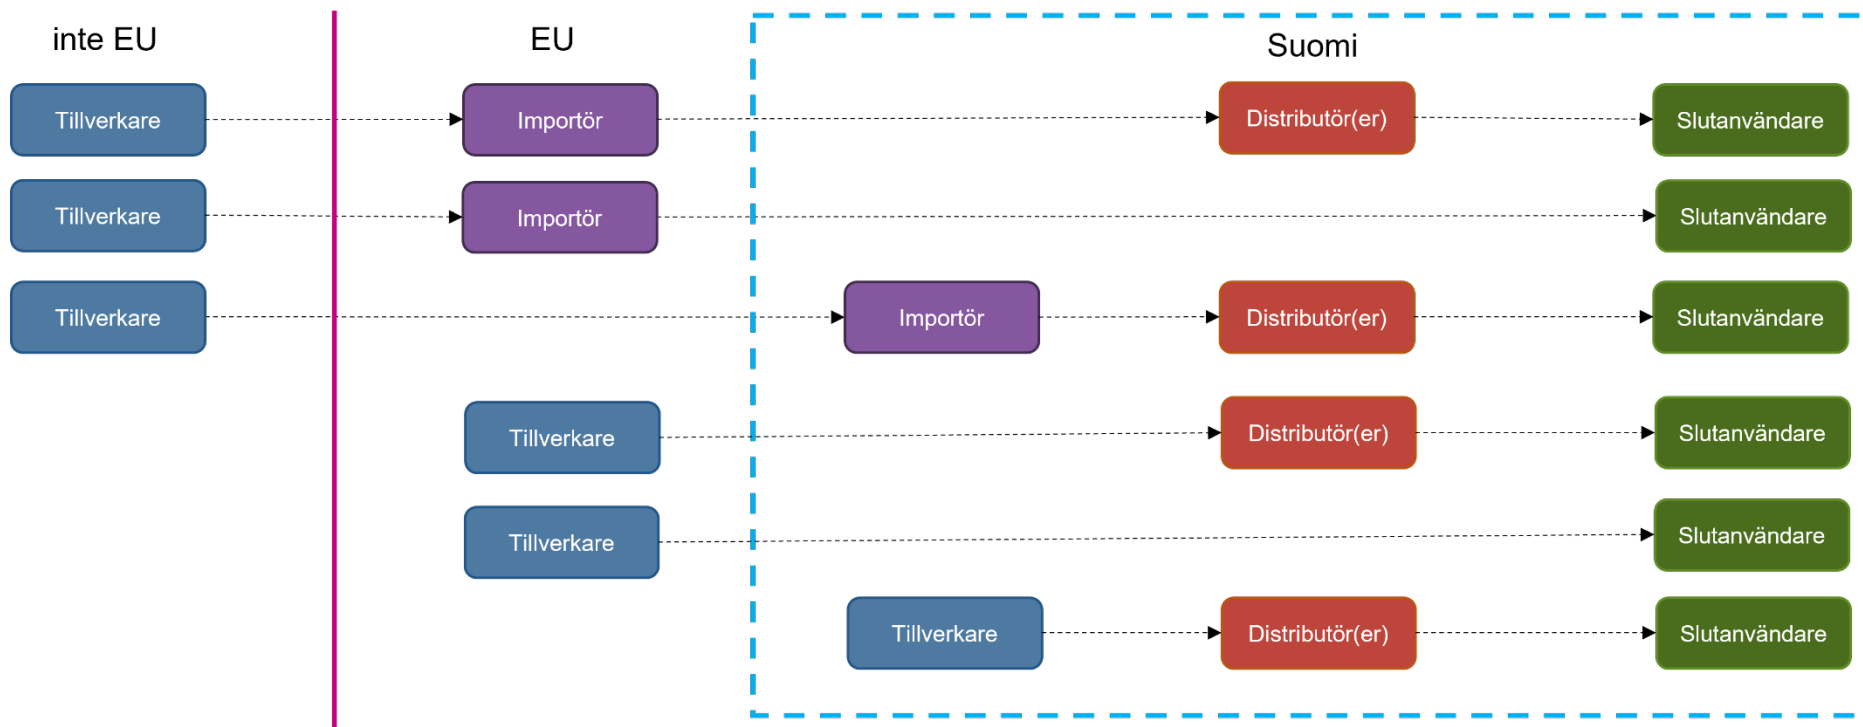 inte EU
EU
Suomi
Tillverkare
Importör
Distributör(er)
Slutanvändare
Tillverkare
Importör
Slutanvändare
Tillverkare
Importör
Distributör(er)
Slutanvändare
Tillverkare
Distributör(er)
Slutanvändare
Tillverkare
Slutanvändare
Tillverkare
Distributör(er)
Slutanvändare